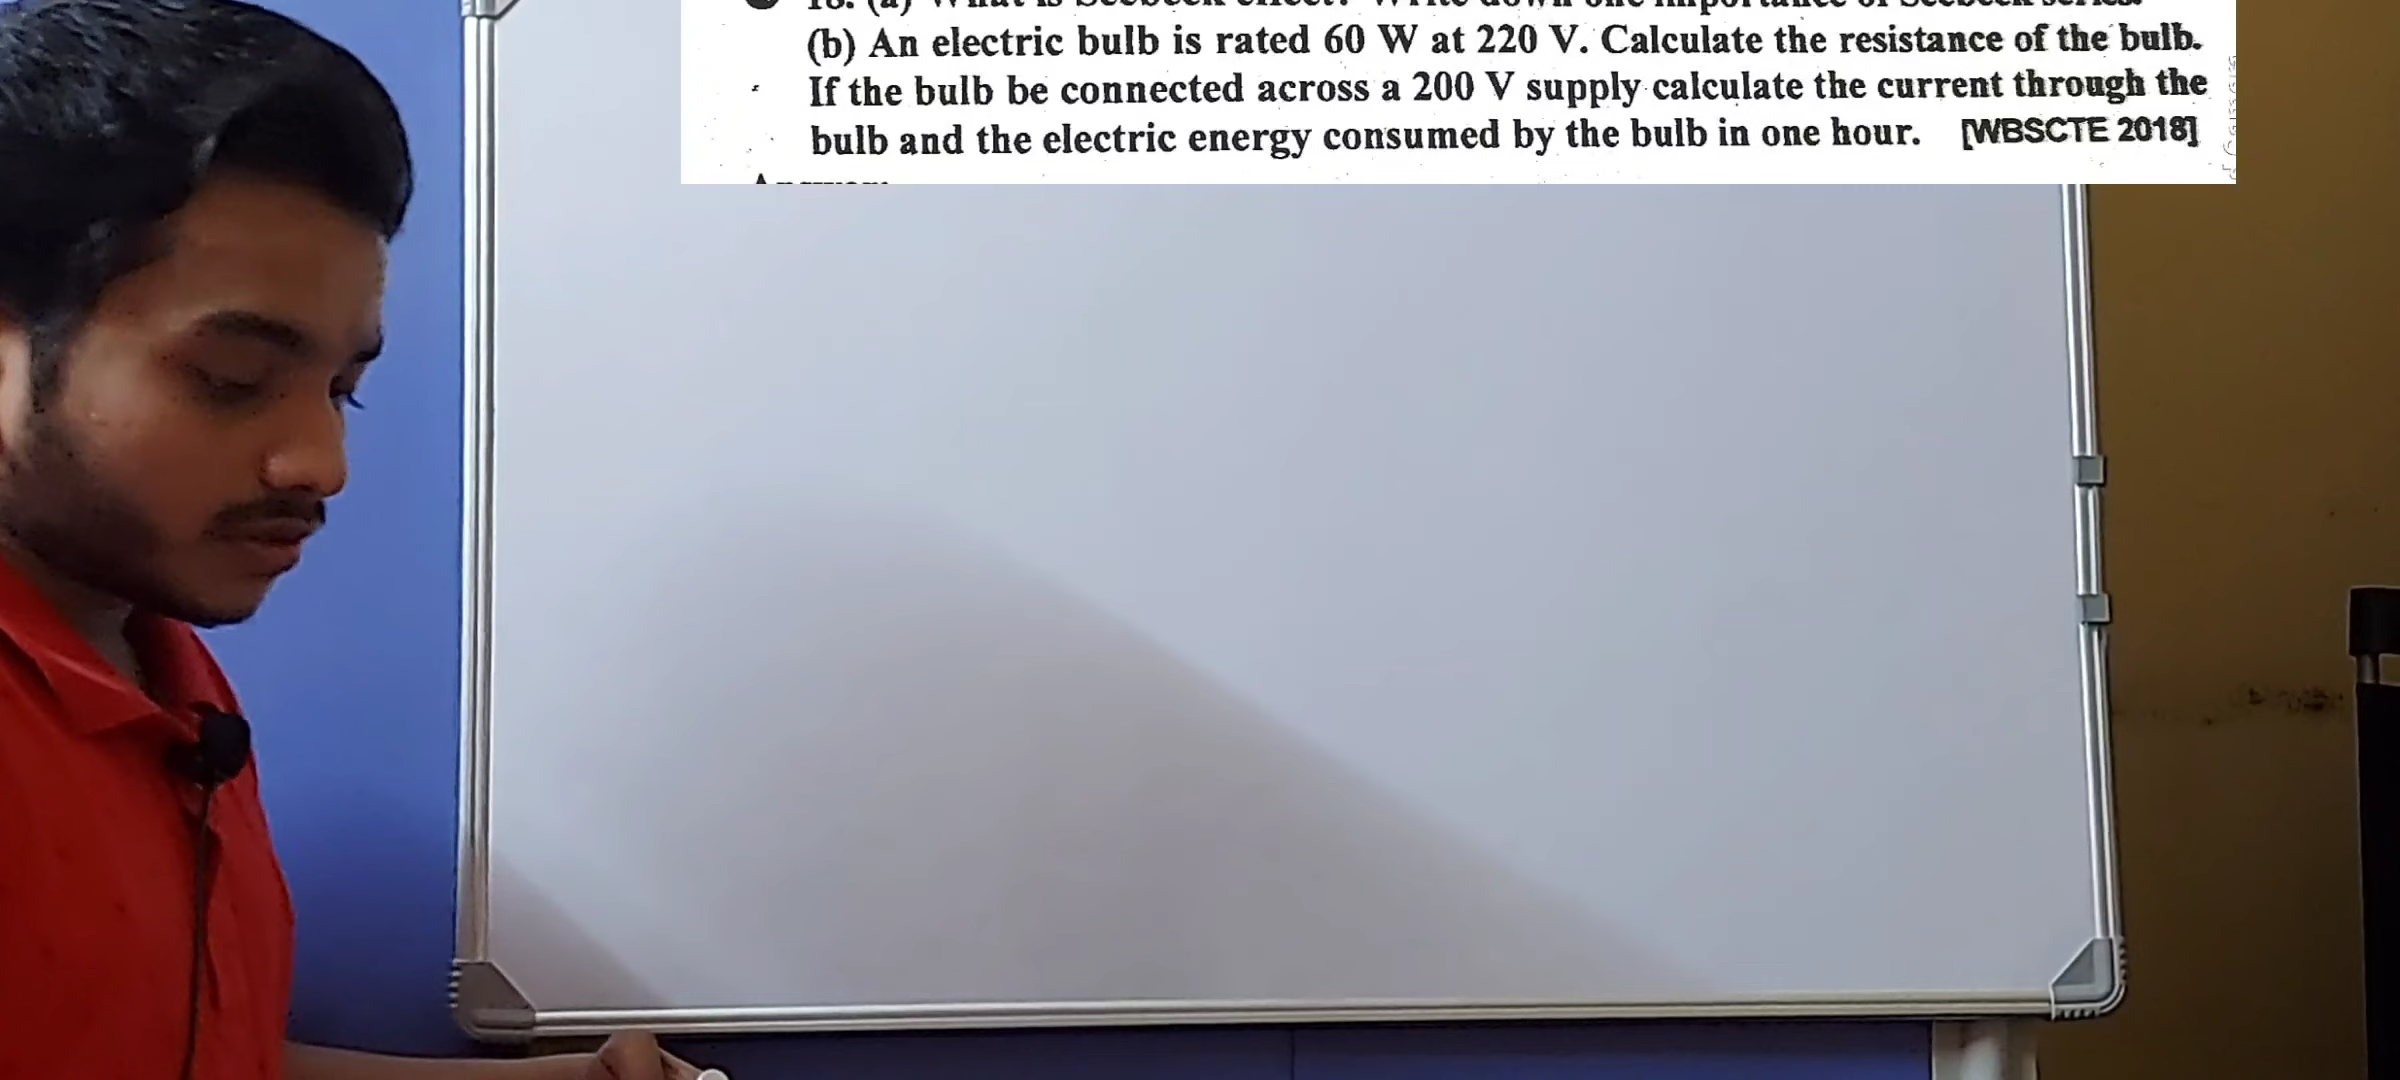 (b) An electric bulb is rated 60 W at 220 V. Calculate the resistance of the bulb.
If the bulb be connected across a 200 V supply calculate the current through the
bulb and the electric energy consumed by the bulb in one hour. [WBSCTE 2018]